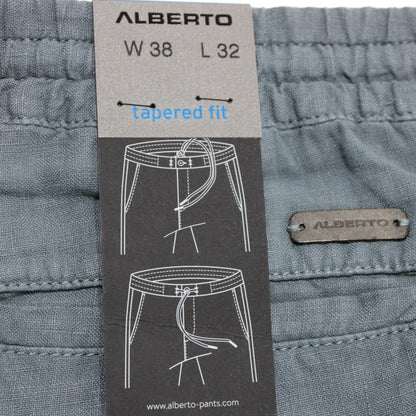 ALBERTO
W 38 L 32
tapered fit
ALBERTO
www.alberto-pants.com